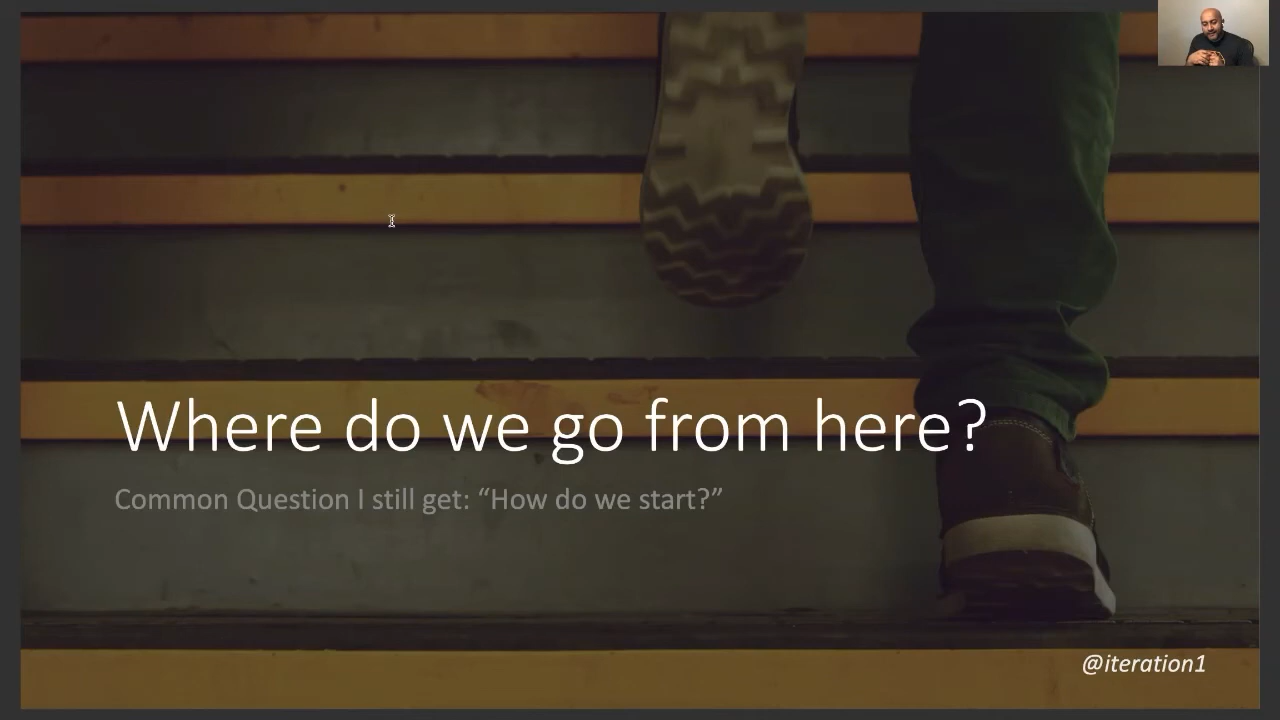 Where do we go from here?
Common Question I still get: “How do we start?”
@iteration1